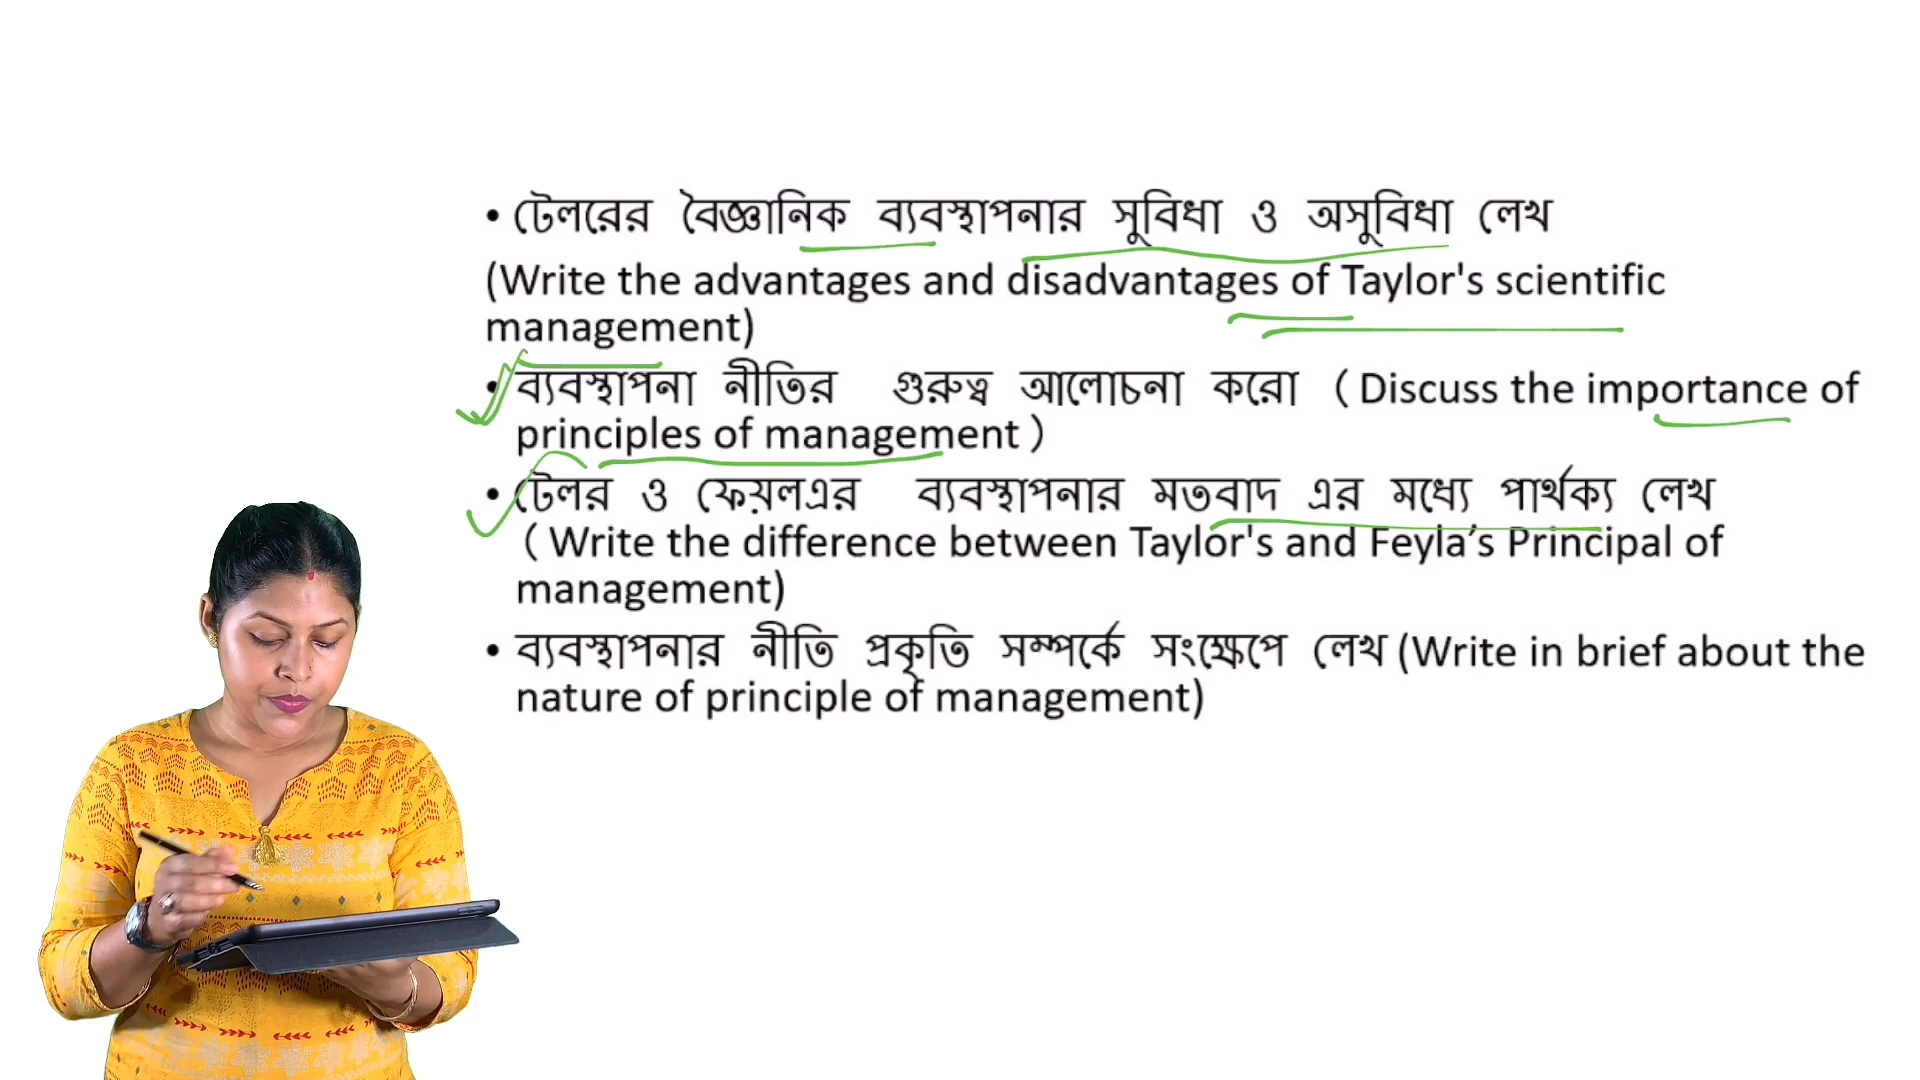 • টেলরের বৈজ্ঞানিক ব্যবস্থাপনার সুবিধা ও অসুবিধা লেখ
(Write the advantages and disadvantages of Taylor's scientific
management)
• ব্যবস্থাপনা নীতির গুরুত্ব আলোচনা করো ( Discuss the importance of
principles of management )
• টেলর ও ফেয়লএর ব্যবস্থাপনার মতবাদ এর মধ্যে পার্থক্য লেখ
( Write the difference between Taylor's and Feyla’s Principal of
management)
• ব্যবস্থাপনার নীতি প্রকৃতি সম্পর্কে সংক্ষেপে লেখ (Write in brief about the
nature of principle of management)